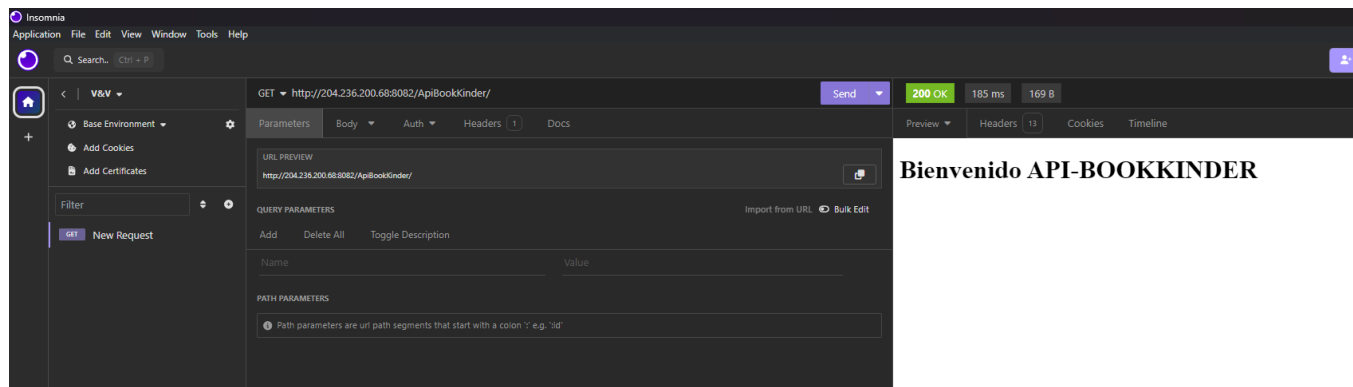 Insomnia
Application File Edit View Window Tools Help
Search.. Ctrl + P
V&V
Base Environment
Add Cookies
Add Certificates
Filter
GET New Request
GET http://204.236.200.68:8082/ApiBookKinder/ Send
Parameters Body Auth Headers 1 Docs
URL PREVIEW
http://204.236.200.68:8082/ApiBookKinder/
QUERY PARAMETERS Import from URL Bulk Edit
Add Delete All Toggle Description
Name Value
PATH PARAMETERS
Path parameters are url path segments that start with a colon ':' e.g. ':id'
200 OK 185 ms 169 B
Preview Headers 13 Cookies Timeline
Bienvenido API-BOOKKINDER